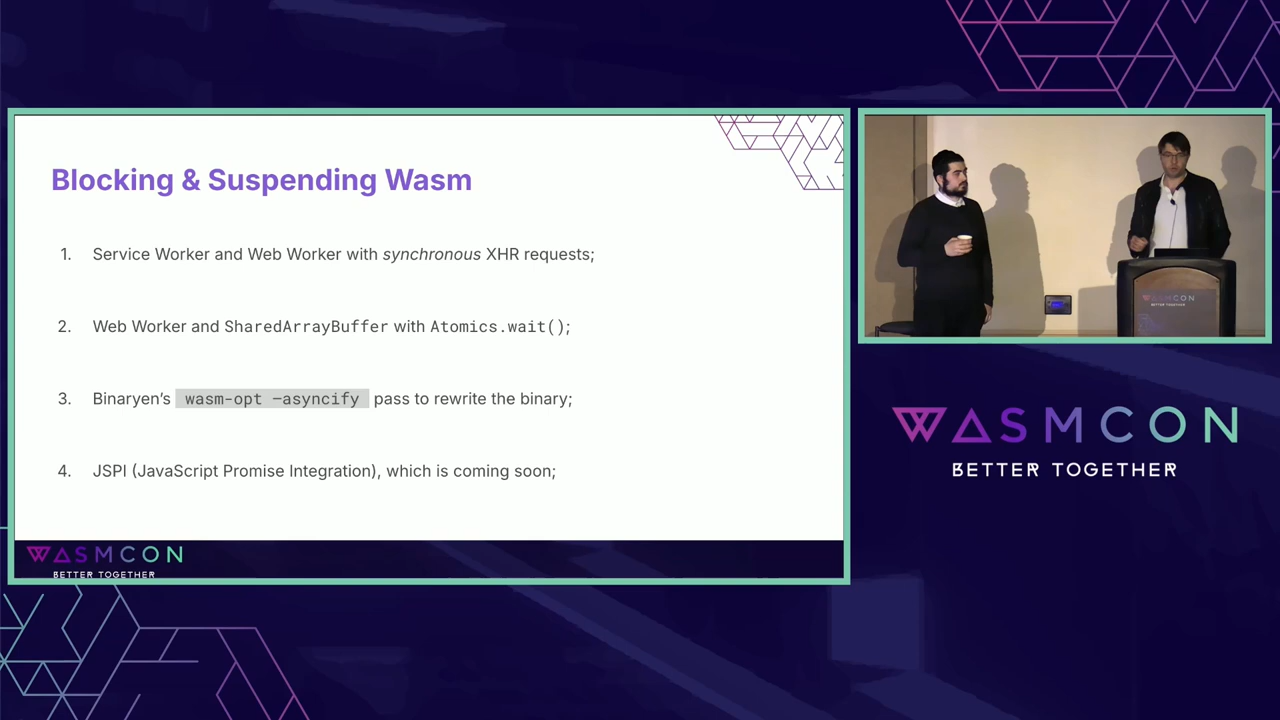 Blocking & Suspending Wasm
1. Service Worker and Web Worker with synchronous XHR requests;
2. Web Worker and SharedArrayBuffer with Atomics.wait();
3. Binaryen’s wasm-opt –asyncify pass to rewrite the binary;
4. JSPI (JavaScript Promise Integration), which is coming soon;
WASMCON
BETTER TOGETHER
WASMCON
WASMCON
BETTER TOGETHER